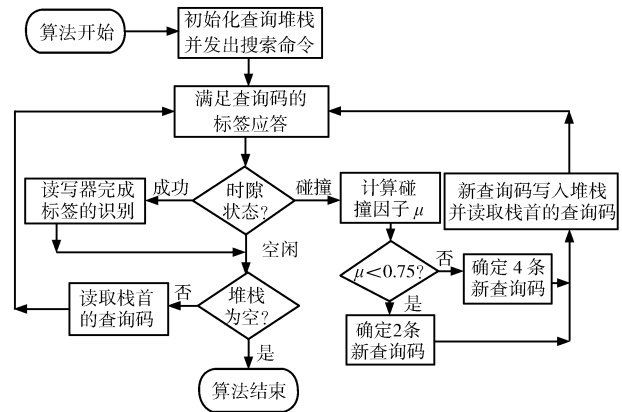 算法开始
初始化查询堆栈
并发出搜索命令
满足查询码的
标签应答
时隙
状态?
成功
碰撞
空闲
读写器完成
标签的识别
计算碰
撞因子 μ
新查询码写入堆栈
并读取栈首的查询码
μ<0.75?
否
是
确定 4 条
新查询码
确定2条
新查询码
堆栈
为空?
否
是
读取栈首
的查询码
算法结束